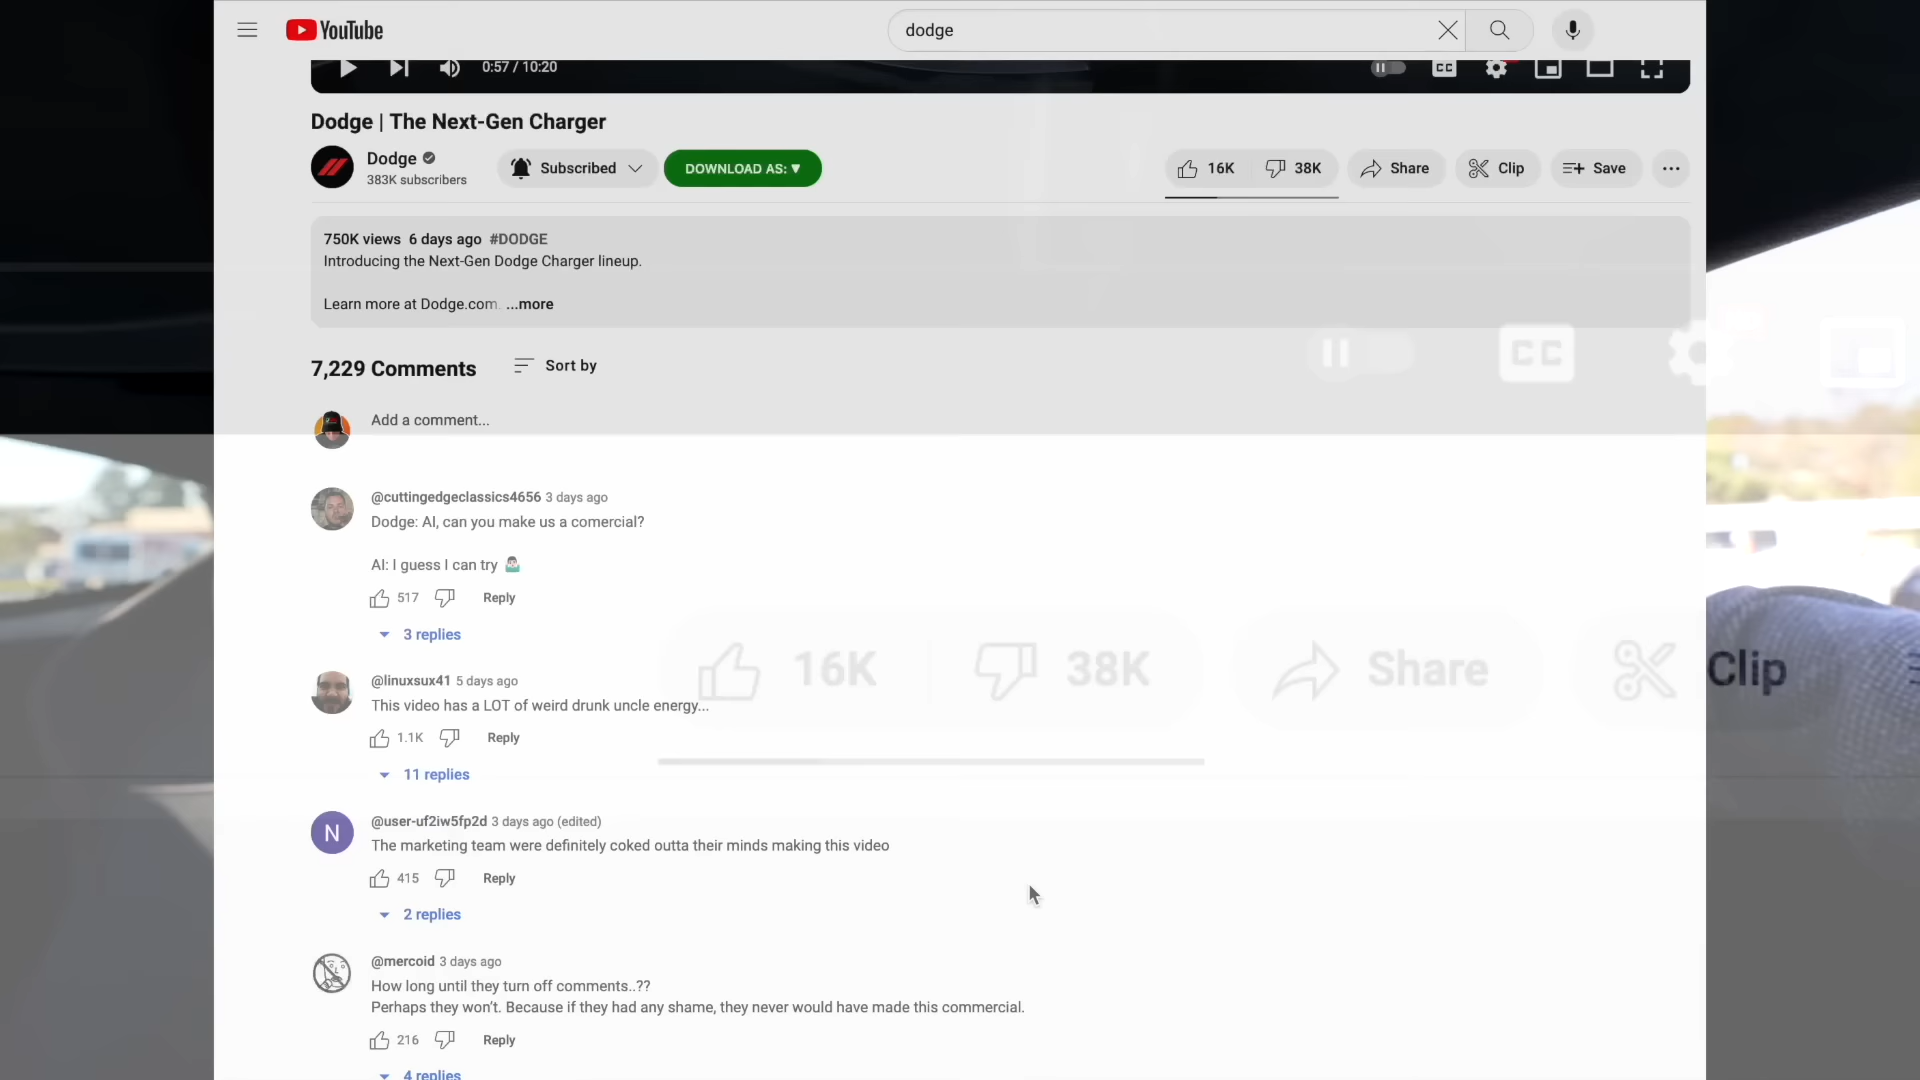 YouTube
dodge
0:57 / 10:20
CC
Dodge | The Next-Gen Charger
Dodge
383K subscribers
Subscribed
DOWNLOAD AS: ▼
16K
38K
Share
Clip
Save
750K views 6 days ago #DODGE
Introducing the Next-Gen Dodge Charger lineup.
Learn more at Dodge.com. ...more
7,229 Comments
Sort by
CC
Add a comment...
@cuttingedgeclassics4656 3 days ago
Dodge: AI, can you make us a comercial?
AI: I guess I can try 🤷🏻‍♂️
517
Reply
3 replies
16K
38K
Share
Clip
@linuxsux41 5 days ago
This video has a LOT of weird drunk uncle energy...
1.1K
Reply
11 replies
N
@user-uf2iw5fp2d 3 days ago (edited)
The marketing team were definitely coked outta their minds making this video
415
Reply
2 replies
@mercoid 3 days ago
How long until they turn off comments..??
Perhaps they won't. Because if they had any shame, they never would have made this commercial.
216
Reply
4 replies